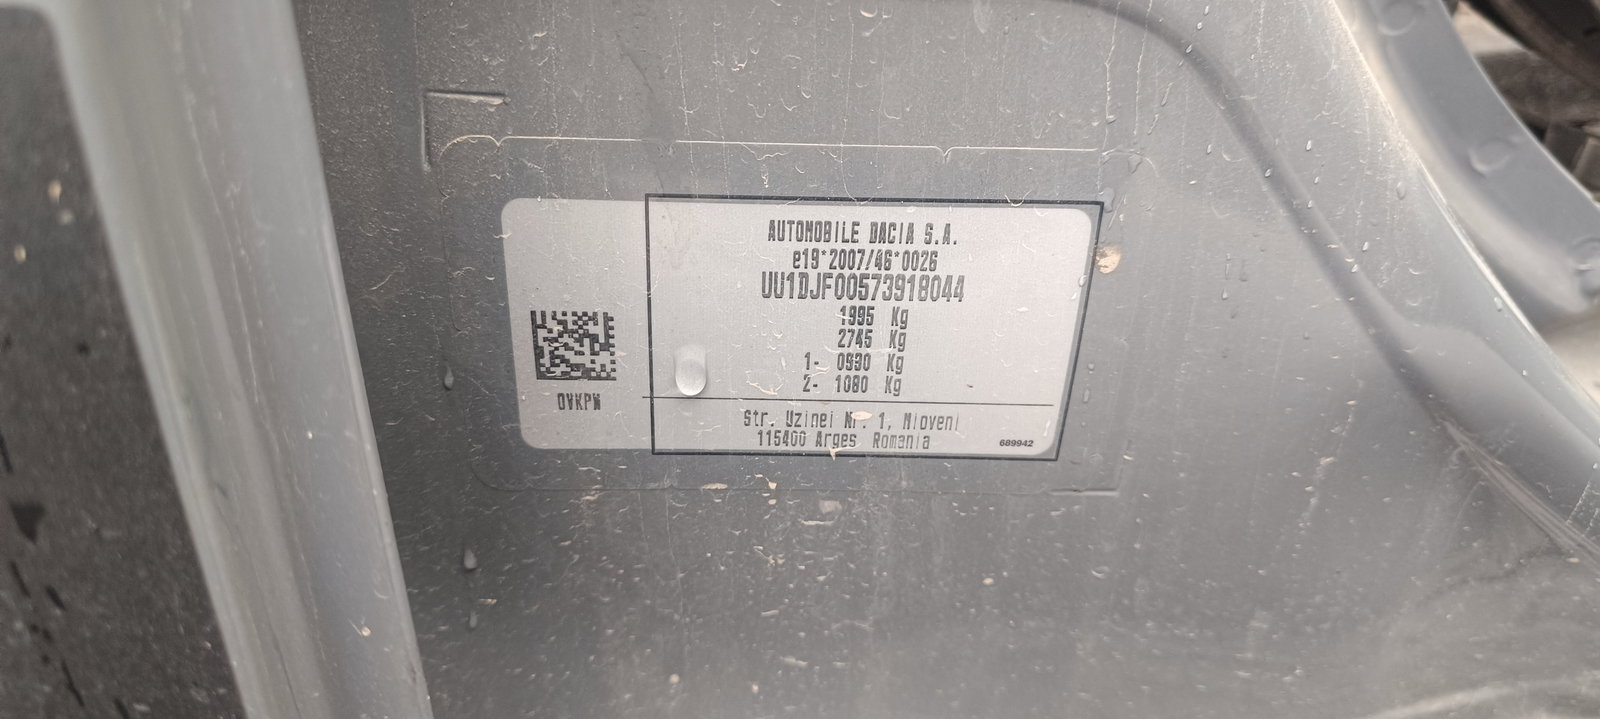 AUTOMOBILE DACIA S.A.
e19*2007/46*0026
UU1DJF00573918044
1995 Kg
2745 Kg
1- 0930 Kg
2- 1080 Kg
OVKPW
Str. Uzinei Nr. 1, Mioveni
115400 Arges Romania
689942